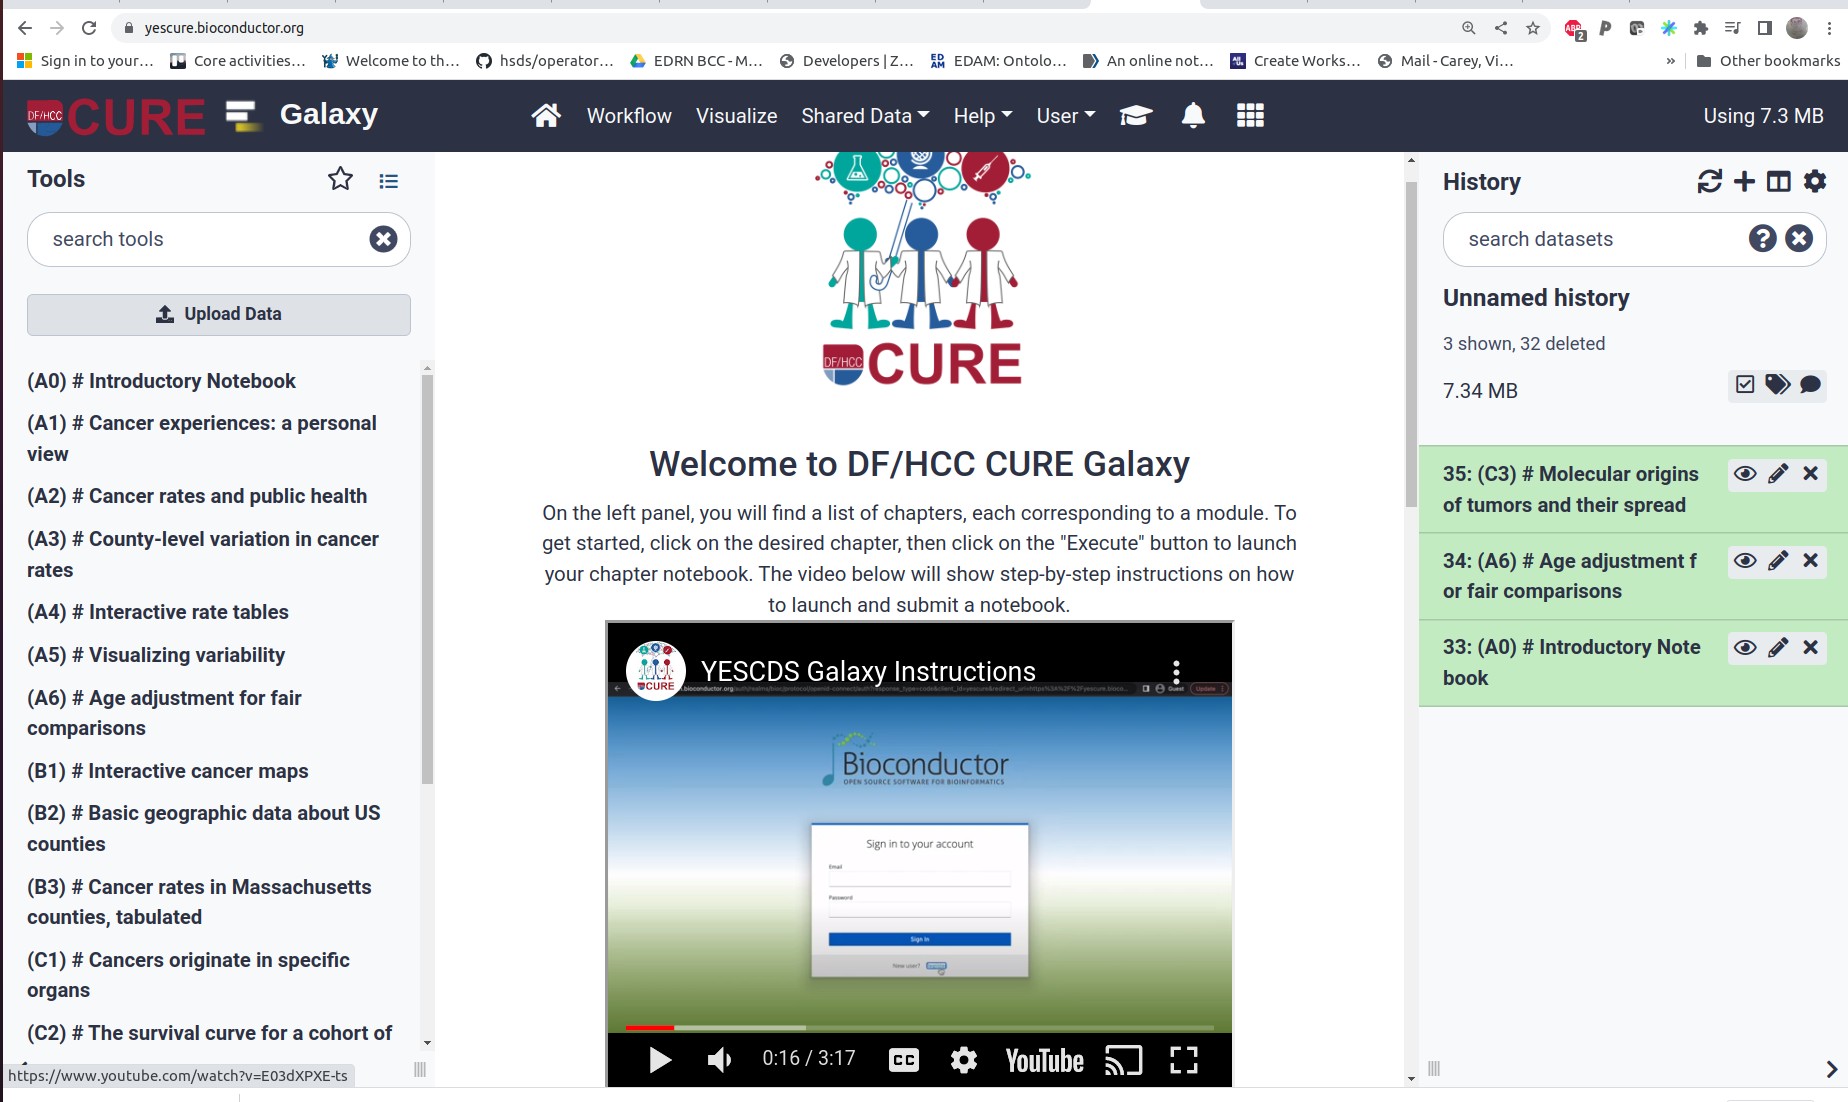 yescure.bioconductor.org
Sign in to your...
Core activities...
Welcome to th...
hsds/operator...
EDRN BCC - M...
Developers | Z...
EDAM: Ontolo...
An online not...
Create Works...
Mail - Carey, Vi...
»
Other bookmarks
DF/HCC CURE
Galaxy
Workflow
Visualize
Shared Data
Help
User
Using 7.3 MB
Tools
search tools
Upload Data
(A0) # Introductory Notebook
(A1) # Cancer experiences: a personal
view
(A2) # Cancer rates and public health
(A3) # County-level variation in cancer
rates
(A4) # Interactive rate tables
(A5) # Visualizing variability
(A6) # Age adjustment for fair
comparisons
(B1) # Interactive cancer maps
(B2) # Basic geographic data about US
counties
(B3) # Cancer rates in Massachusetts
counties, tabulated
(C1) # Cancers originate in specific
organs
(C2) # The survival curve for a cohort of
https://www.youtube.com/watch?v=E03dXPXE-ts
DF/HCC CURE
Welcome to DF/HCC CURE Galaxy
On the left panel, you will find a list of chapters, each corresponding to a module. To
get started, click on the desired chapter, then click on the "Execute" button to launch
your chapter notebook. The video below will show step-by-step instructions on how
to launch and submit a notebook.
CURE
YESCDS Galaxy Instructions
Guest
Update
Bioconductor
OPEN SOURCE SOFTWARE FOR BIOINFORMATICS
Sign in to your account
Email
Password
Sign In
New user?
0:16 / 3:17
CC
YouTube
History
search datasets
Unnamed history
3 shown, 32 deleted
7.34 MB
35: (C3) # Molecular origins
of tumors and their spread
34: (A6) # Age adjustment f
or fair comparisons
33: (A0) # Introductory Note
book